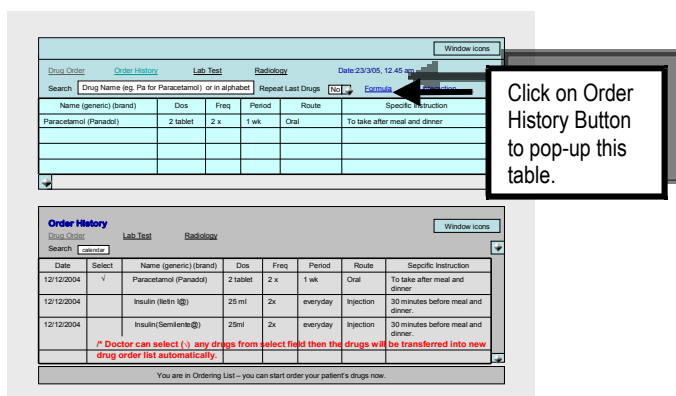 Window icons
Drug Order Order History Lab Test Radiology Date:23/3/05, 12.45 am
Search Drug Name (eg. Pa for Paracetamol) or in alphabet Repeat Last Drugs No Formula
Name (generic) (brand) Dos Freq Period Route Specific Instruction
Paracetamol (Panadol) 2 tablet 2 x 1 wk Oral To take after meal and dinner
Click on Order
History Button
to pop-up this
table.
Order History
Window icons
Drug Order Lab Test Radiology
Search calendar
Date Select Name (generic) (brand) Dos Freq Period Route Sepcific Instruction
12/12/2004 √ Paracetamol (Panadol) 2 tablet 2 x 1 wk Oral To take after meal and
dinner
12/12/2004 Insulin (Iletin I@) 25 ml 2x everyday Injection 30 minutes before meal and
dinner.
12/12/2004 Insulin(Semilente@) 25ml 2x everyday Injection 30 minutes before meal and
dinner.
/* Doctor can select (√) any drugs from select field then the drugs will be transferred into new
drug order list automatically.
You are in Ordering List – you can start order your patient's drugs now.